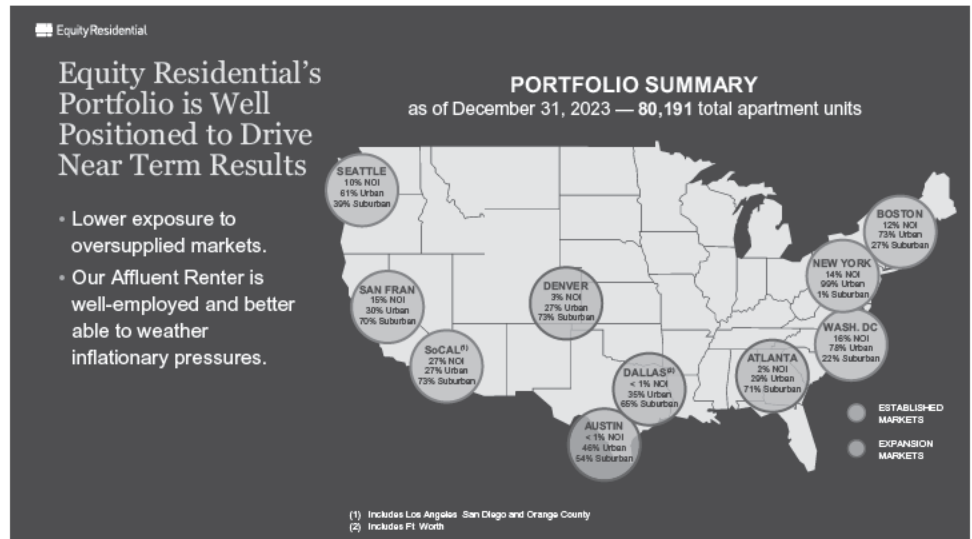 Equity Residential
Equity Residential's
Portfolio is Well
Positioned to Drive
Near Term Results
• Lower exposure to
oversupplied markets.
• Our Affluent Renter is
well-employed and better
able to weather
inflationary pressures.
PORTFOLIO SUMMARY
as of December 31, 2023 — 80,191 total apartment units
SEATTLE
10% NOI
61% Urban
39% Suburban
SAN FRAN
15% NOI
30% Urban
70% Suburban
SoCAL(1)
27% NOI
27% Urban
73% Suburban
DENVER
3% NOI
27% Urban
73% Suburban
DALLAS(2)
< 1% NOI
35% Urban
65% Suburban
AUSTIN
< 1% NOI
46% Urban
54% Suburban
ATLANTA
2% NOI
29% Urban
71% Suburban
BOSTON
12% NOI
73% Urban
27% Suburban
NEW YORK
14% NOI
99% Urban
1% Suburban
WASH. DC
16% NOI
78% Urban
22% Suburban
ESTABLISHED
MARKETS
EXPANSION
MARKETS
(1) Includes Los Angeles San Diego and Orange County
(2) Includes Ft Worth